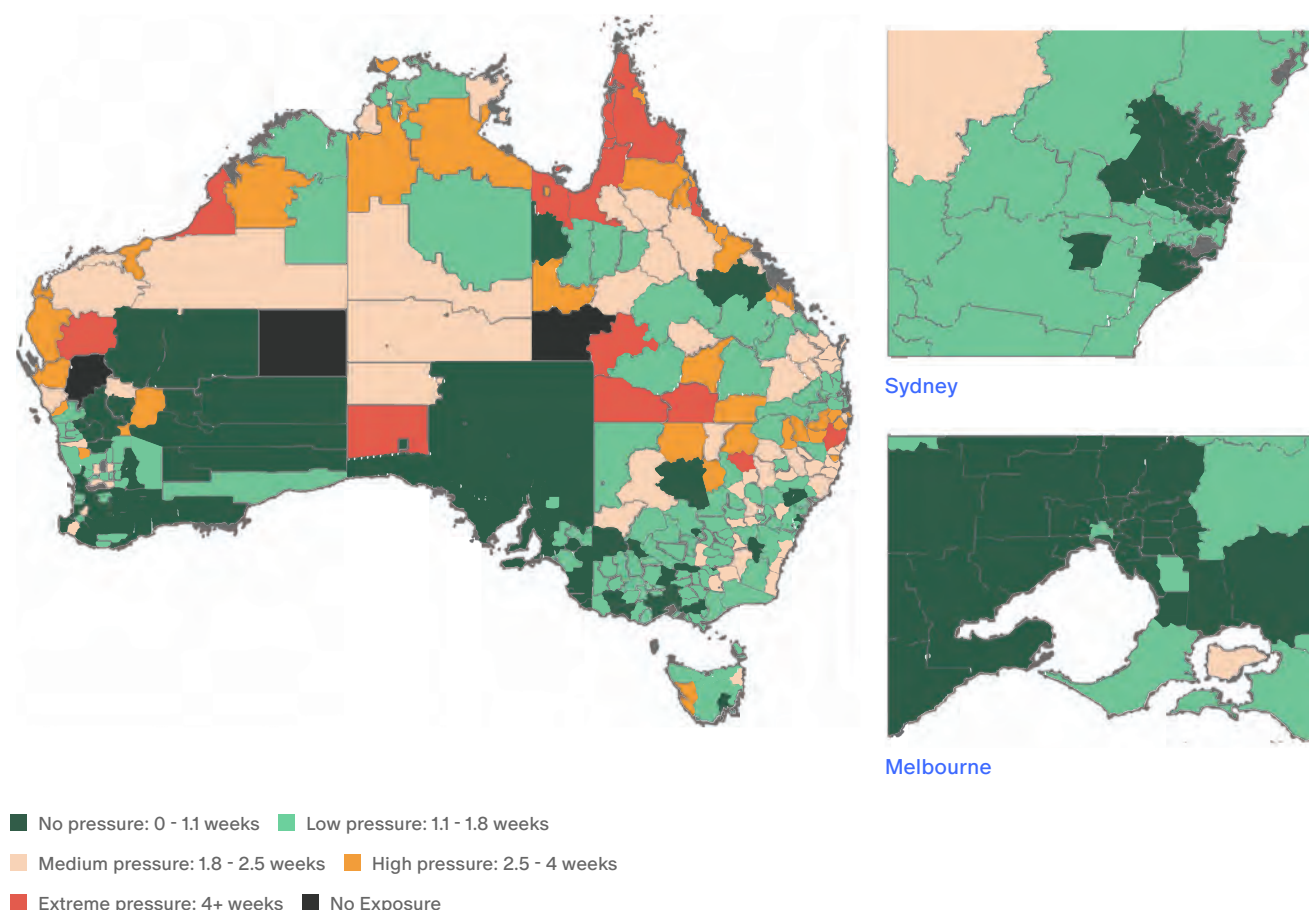 Sydney
Melbourne
No pressure: 0 - 1.1 weeks Low pressure: 1.1 - 1.8 weeks
Medium pressure: 1.8 - 2.5 weeks High pressure: 2.5 - 4 weeks
Extreme pressure: 4+ weeks No Exposure